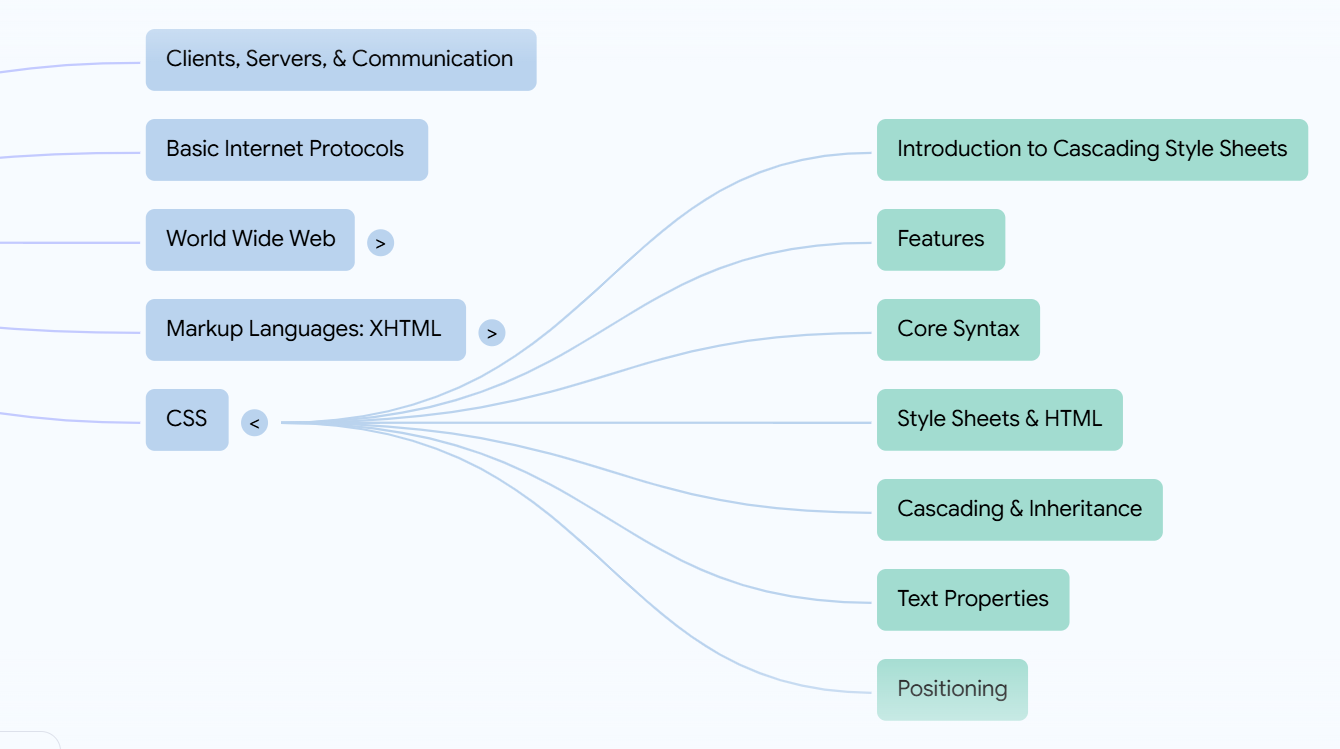 Clients, Servers, & Communication
Basic Internet Protocols
World Wide Web >
Markup Languages: XHTML >
CSS <
Introduction to Cascading Style Sheets
Features
Core Syntax
Style Sheets & HTML
Cascading & Inheritance
Text Properties
Positioning